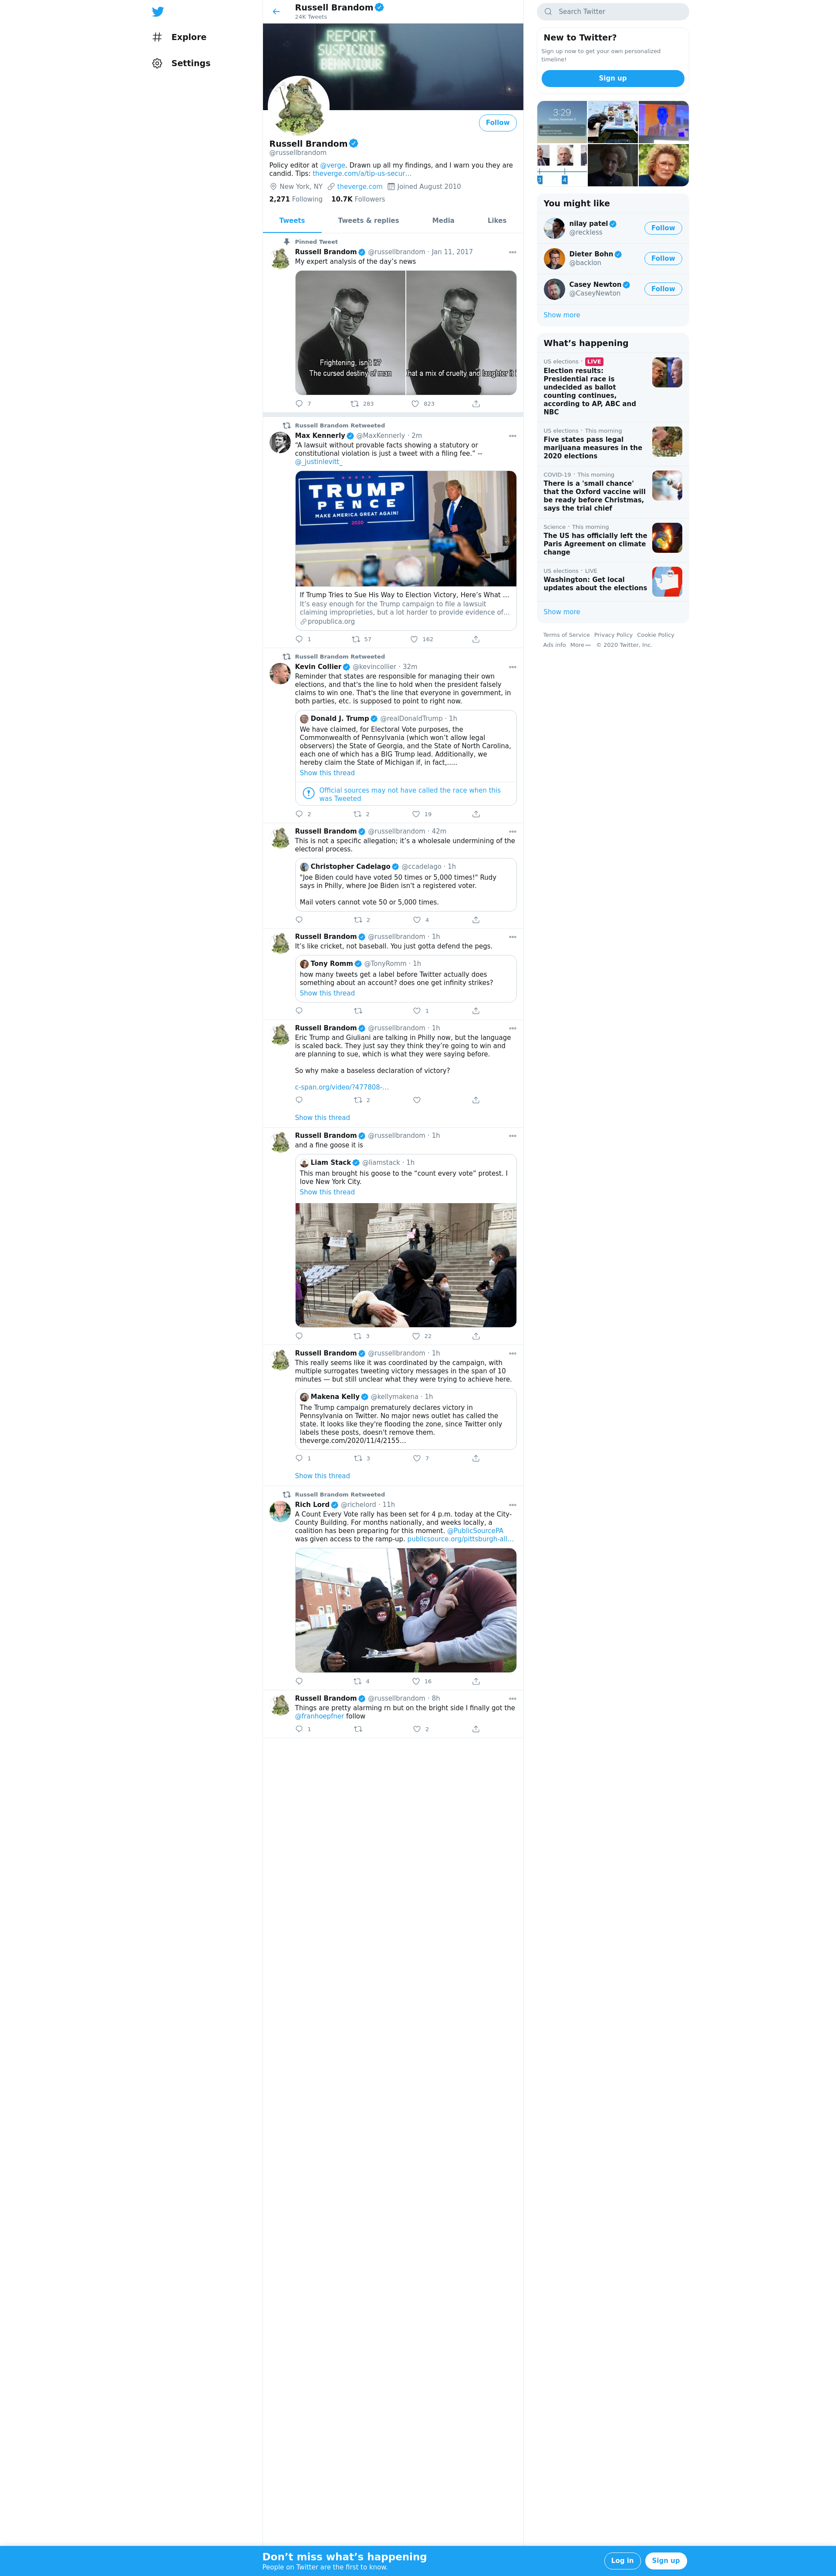 Explore
Settings
Russell Brandom
24K Tweets
REPORT
SUSPICIOUS
BEHAVIOUR
Follow
Russell Brandom
@russellbrandom
Policy editor at @verge. Drawn up all my findings, and I warn you they are
candid. Tips: theverge.com/a/tip-us-secur…
New York, NY theverge.com Joined August 2010
2,271 Following 10.7K Followers
Tweets Tweets & replies Media Likes
Pinned Tweet
Russell Brandom @russellbrandom · Jan 11, 2017
My expert analysis of the day’s news
Frightening, isn't it?
The cursed destiny of man
that a mix of cruelty and laughter it i
7 283 823
Russell Brandom Retweeted
Max Kennerly @MaxKennerly · 2m
“A lawsuit without provable facts showing a statutory or
constitutional violation is just a tweet with a filing fee.” --
@_justinlevitt_
TRUMP
PENCE
MAKE AMERICA GREAT AGAIN!
2020
If Trump Tries to Sue His Way to Election Victory, Here’s What …
It’s easy enough for the Trump campaign to file a lawsuit
claiming improprieties, but a lot harder to provide evidence of…
propublica.org
1 57 162
Russell Brandom Retweeted
Kevin Collier @kevincollier · 32m
Reminder that states are responsible for managing their own
elections, and that's the line to hold when the president falsely
claims to win one. That's the line that everyone in government, in
both parties, etc. is supposed to point to right now.
Donald J. Trump @realDonaldTrump · 1h
We have claimed, for Electoral Vote purposes, the
Commonwealth of Pennsylvania (which won’t allow legal
observers) the State of Georgia, and the State of North Carolina,
each one of which has a BIG Trump lead. Additionally, we
hereby claim the State of Michigan if, in fact,.....
Show this thread
Official sources may not have called the race when this
was Tweeted
2 2 19
Russell Brandom @russellbrandom · 42m
This is not a specific allegation; it’s a wholesale undermining of the
electoral process.
Christopher Cadelago @ccadelago · 1h
"Joe Biden could have voted 50 times or 5,000 times!" Rudy
says in Philly, where Joe Biden isn’t a registered voter.
Mail voters cannot vote 50 or 5,000 times.
2 4
Russell Brandom @russellbrandom · 1h
It’s like cricket, not baseball. You just gotta defend the pegs.
Tony Romm @TonyRomm · 1h
how many tweets get a label before Twitter actually does
something about an account? does one get infinity strikes?
Show this thread
1
Russell Brandom @russellbrandom · 1h
Eric Trump and Giuliani are talking in Philly now, but the language
is scaled back. They just say they think they’re going to win and
are planning to sue, which is what they were saying before.
So why make a baseless declaration of victory?
c-span.org/video/?477808-…
2
Show this thread
Russell Brandom @russellbrandom · 1h
and a fine goose it is
Liam Stack @liamstack · 1h
This man brought his goose to the “count every vote” protest. I
love New York City.
Show this thread
3 22
Russell Brandom @russellbrandom · 1h
This really seems like it was coordinated by the campaign, with
multiple surrogates tweeting victory messages in the span of 10
minutes — but still unclear what they were trying to achieve here.
Makena Kelly @kellymakena · 1h
The Trump campaign prematurely declares victory in
Pennsylvania on Twitter. No major news outlet has called the
state. It looks like they're flooding the zone, since Twitter only
labels these posts, doesn’t remove them.
theverge.com/2020/11/4/2155…
1 3 7
Show this thread
Russell Brandom Retweeted
Rich Lord @richelord · 11h
A Count Every Vote rally has been set for 4 p.m. today at the City-
County Building. For months nationally, and weeks locally, a
coalition has been preparing for this moment. @PublicSourcePA
was given access to the ramp-up. publicsource.org/pittsburgh-all…
4 16
Russell Brandom @russellbrandom · 8h
Things are pretty alarming rn but on the bright side I finally got the
@franhoepfner follow
1 2
Search Twitter
New to Twitter?
Sign up now to get your own personalized
timeline!
Sign up
3:29
3 4
You might like
nilay patel
@reckless
Follow
Dieter Bohn
@backlon
Follow
Casey Newton
@CaseyNewton
Follow
Show more
What’s happening
US elections · LIVE
Election results:
Presidential race is
undecided as ballot
counting continues,
according to AP, ABC and
NBC
US elections · This morning
Five states pass legal
marijuana measures in the
2020 elections
COVID-19 · This morning
There is a 'small chance'
that the Oxford vaccine will
be ready before Christmas,
says the trial chief
Science · This morning
The US has officially left the
Paris Agreement on climate
change
US elections · LIVE
Washington: Get local
updates about the elections
Show more
Terms of Service Privacy Policy Cookie Policy
Ads info More © 2020 Twitter, Inc.
Don’t miss what’s happening
People on Twitter are the first to know.
Log in
Sign up